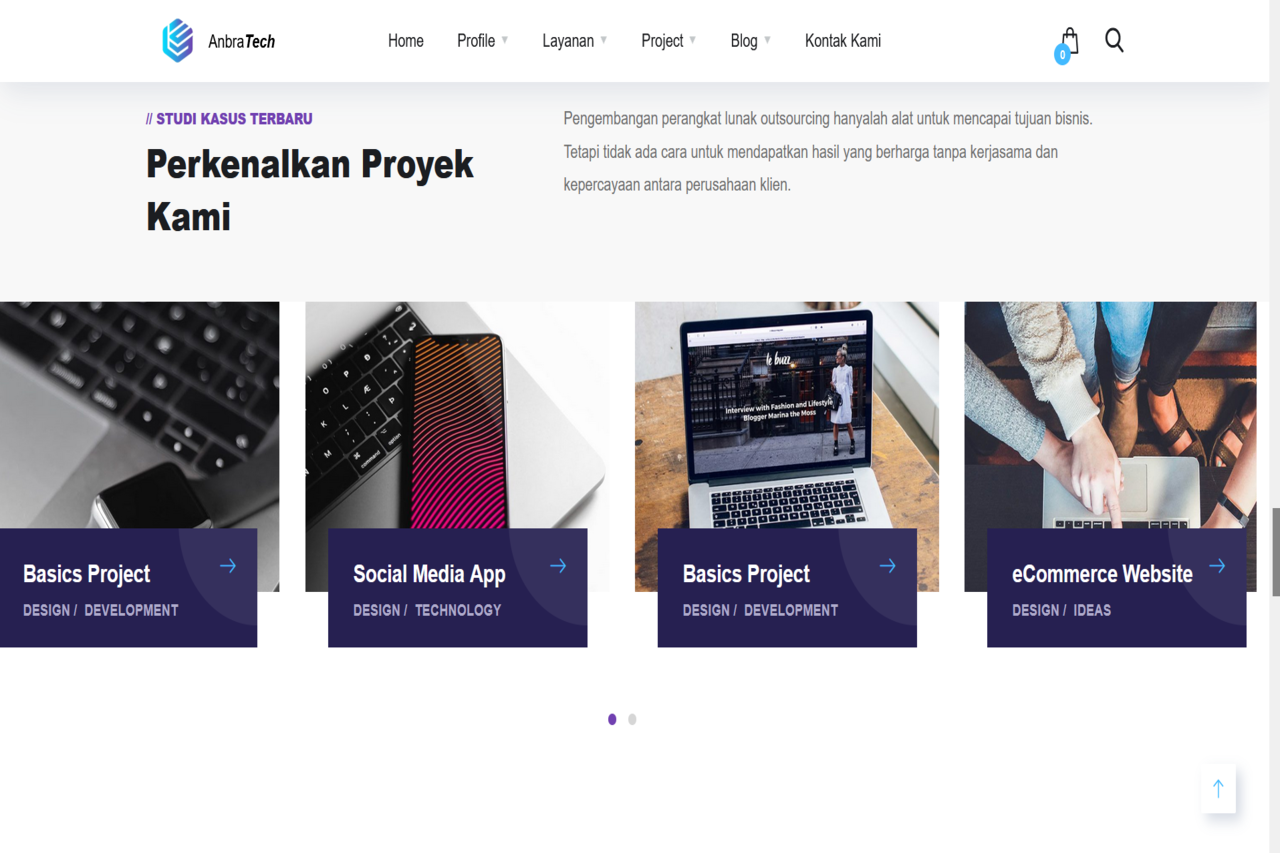 AnbraTech
Home
Profile
Layanan
Project
Blog
Kontak Kami
0
// STUDI KASUS TERBARU
Perkenalkan Proyek
Kami
Pengembangan perangkat lunak outsourcing hanyalah alat untuk mencapai tujuan bisnis.
Tetapi tidak ada cara untuk mendapatkan hasil yang berharga tanpa kerjasama dan
kepercayaan antara perusahaan klien.
command
option
le buzz
Interview with Fashion and Lifestyle
Blogger Marina the Moss
Basics Project
DESIGN / DEVELOPMENT
Social Media App
DESIGN / TECHNOLOGY
Basics Project
DESIGN / DEVELOPMENT
eCommerce Website
DESIGN / IDEAS